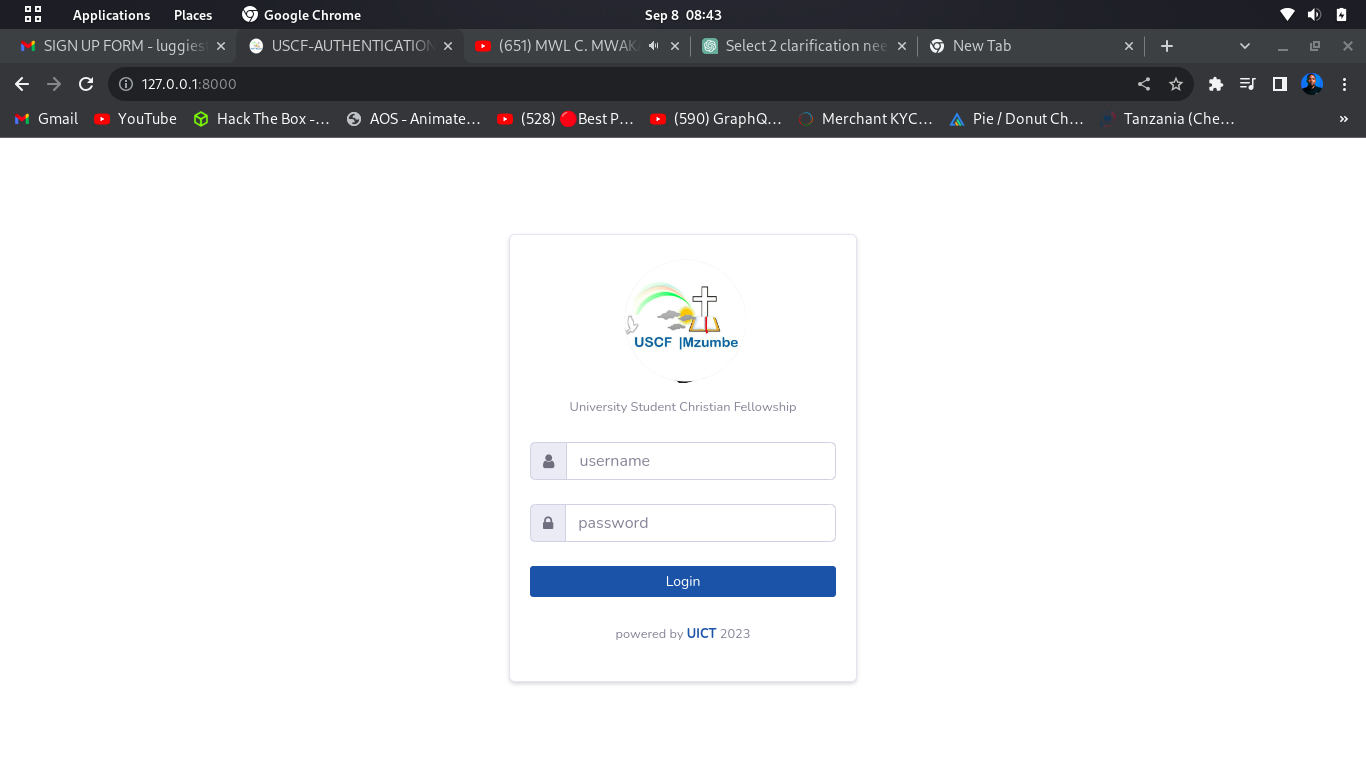 Applications Places Google Chrome Sep 8 08:43
SIGN UP FORM - luggies USCF-AUTHENTICATION (651) MWL C. MWAKA Select 2 clarification nee New Tab
127.0.0.1:8000
Gmail YouTube Hack The Box -... AOS - Animate... (528) 🔴Best P... (590) GraphQ... Merchant KYC... Pie / Donut Ch... Tanzania (Che... »
USCF |Mzumbe
University Student Christian Fellowship
username
password
Login
powered by UICT 2023